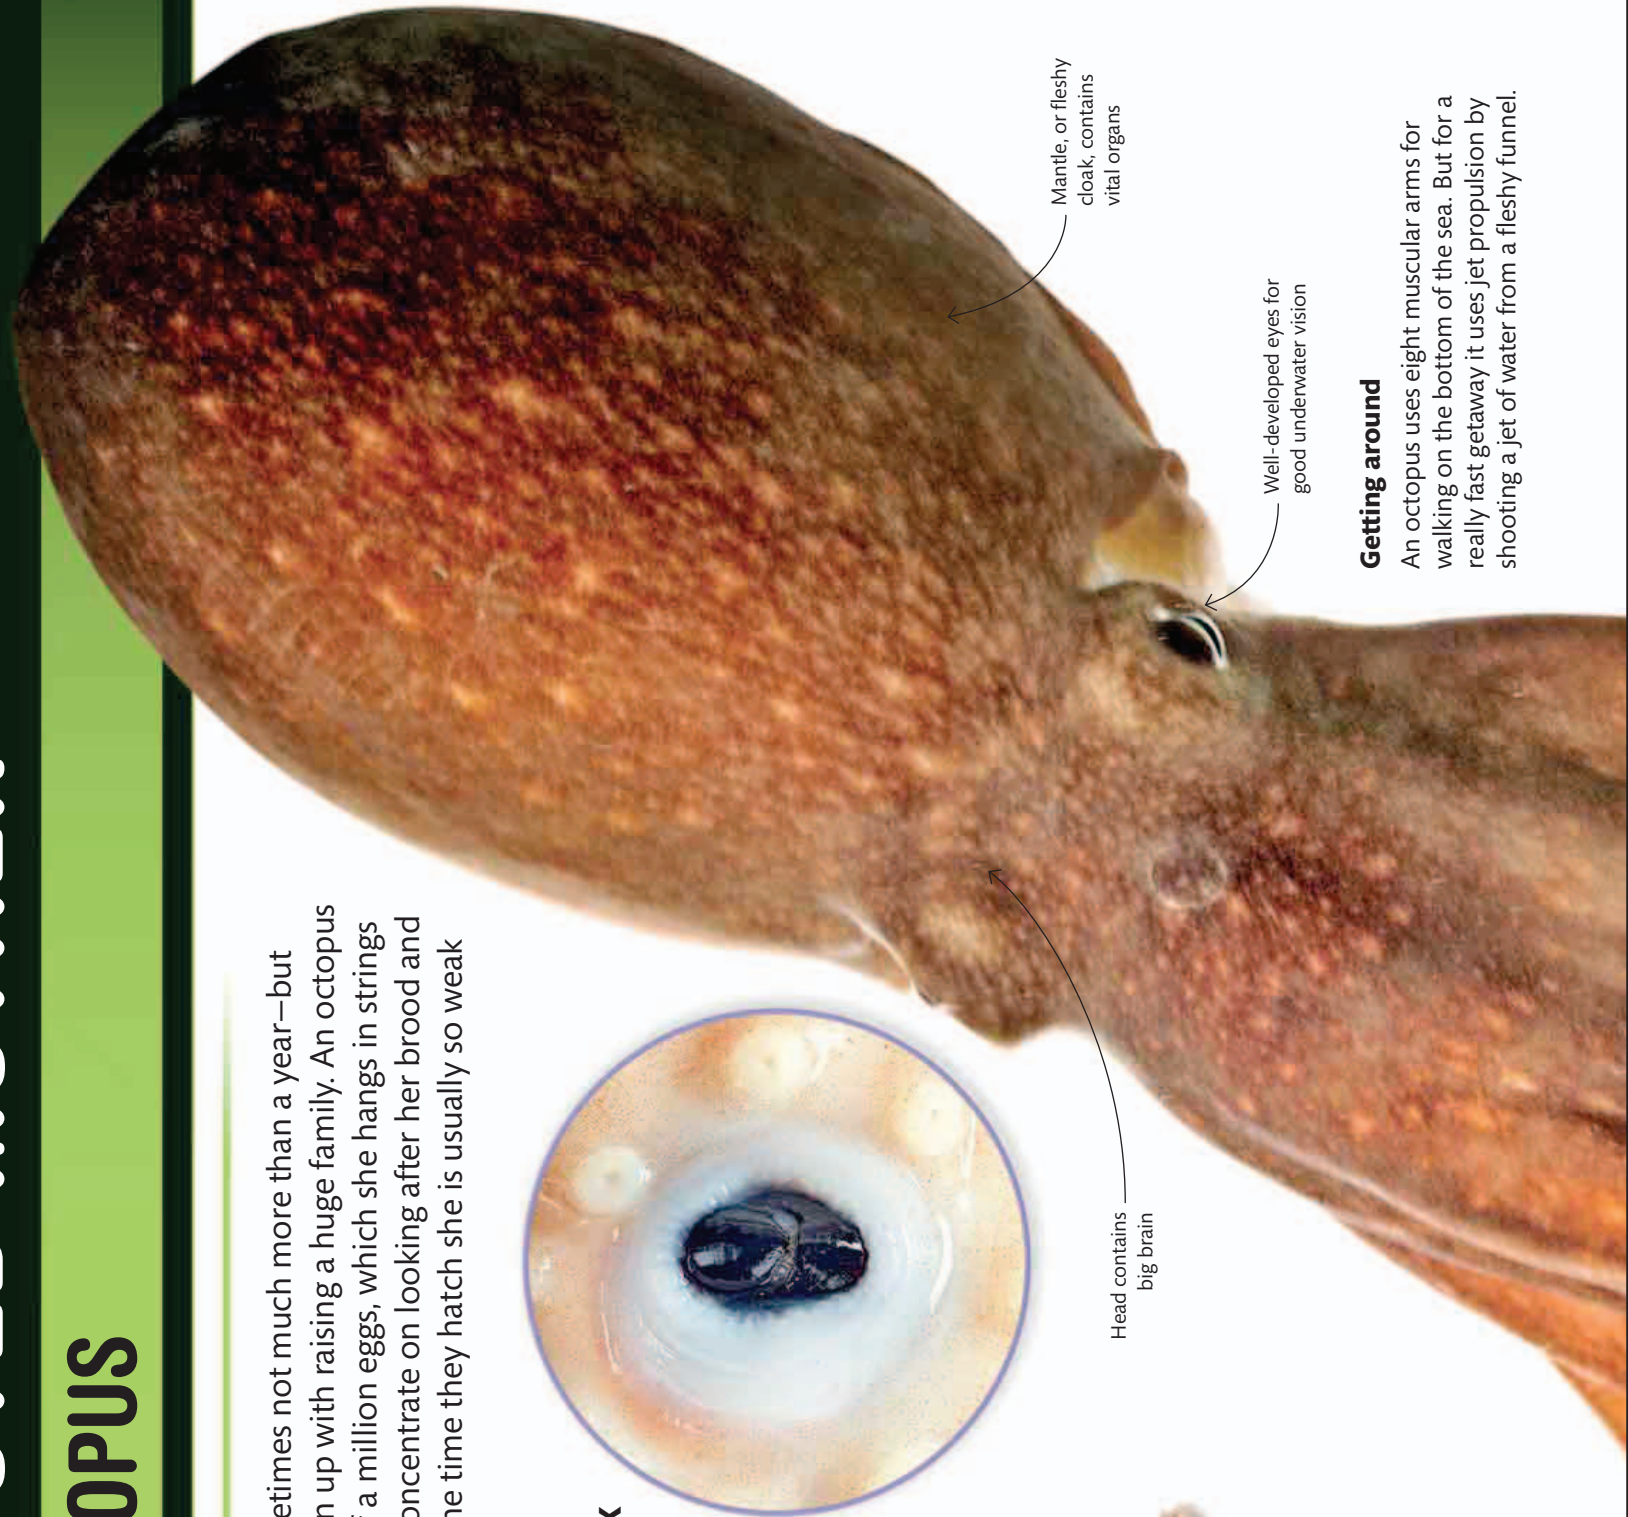 OPUS
etimes not much more than a year—but
n up with raising a huge family. An octopus
a million eggs, which she hangs in strings
oncentrate on looking after her brood and
he time they hatch she is usually so weak
Mantle, or fleshy
cloak, contains
vital organs
Well-developed eyes for
good underwater vision
Head contains
big brain
Getting around
An octopus uses eight muscular arms for
walking on the bottom of the sea. But for a
really fast getaway it uses jet propulsion by
shooting a jet of water from a fleshy funnel.